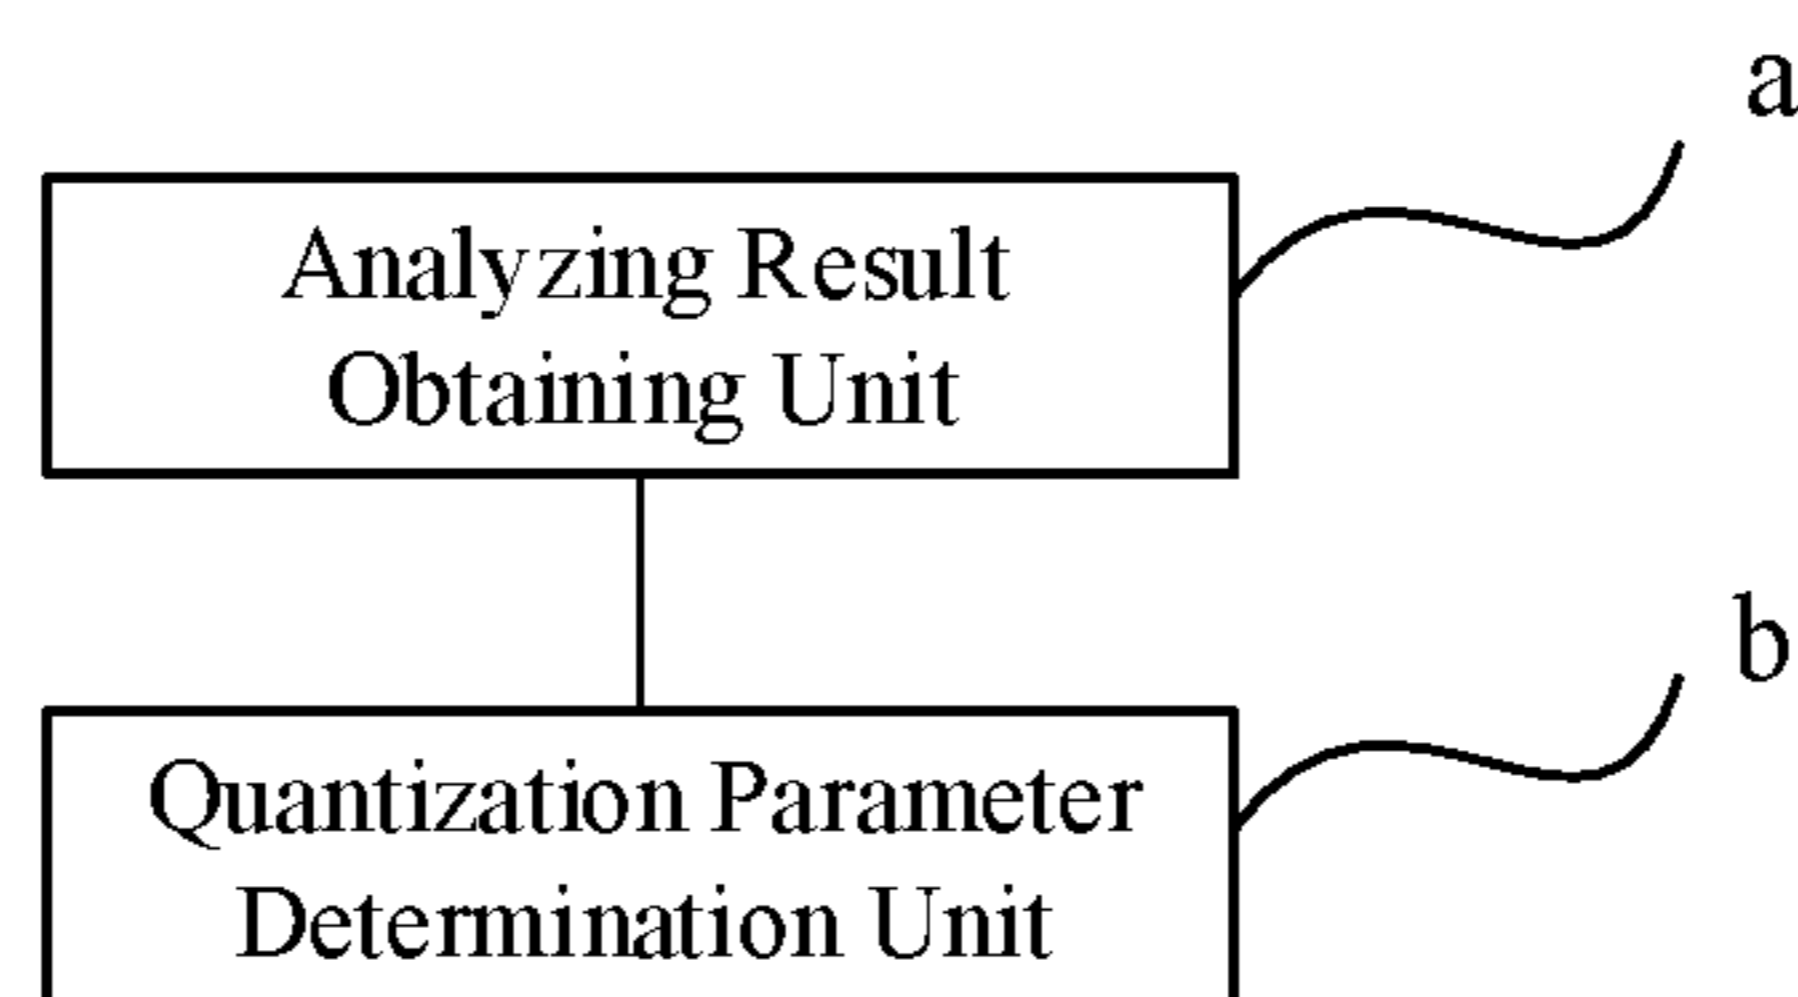 a
Analyzing Result
Obtaining Unit
b
Quantization Parameter
Determination Unit